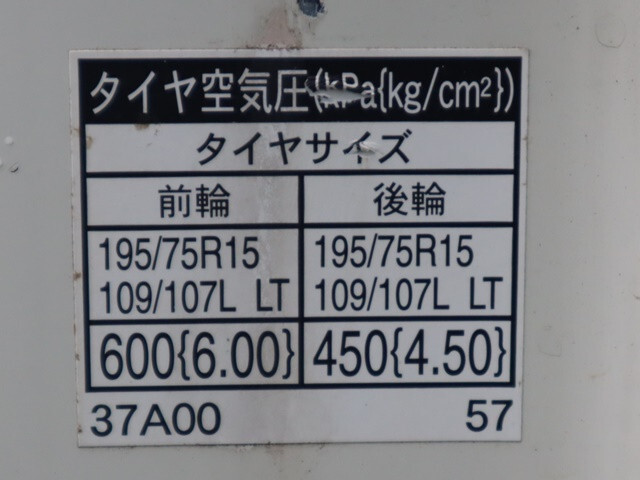 タイヤ空気圧(kPa{kg/cm²})
タイヤサイズ
前輪 後輪
195/75R15 195/75R15
109/107L LT 109/107L LT
600{6.00} 450{4.50}
37A00 57